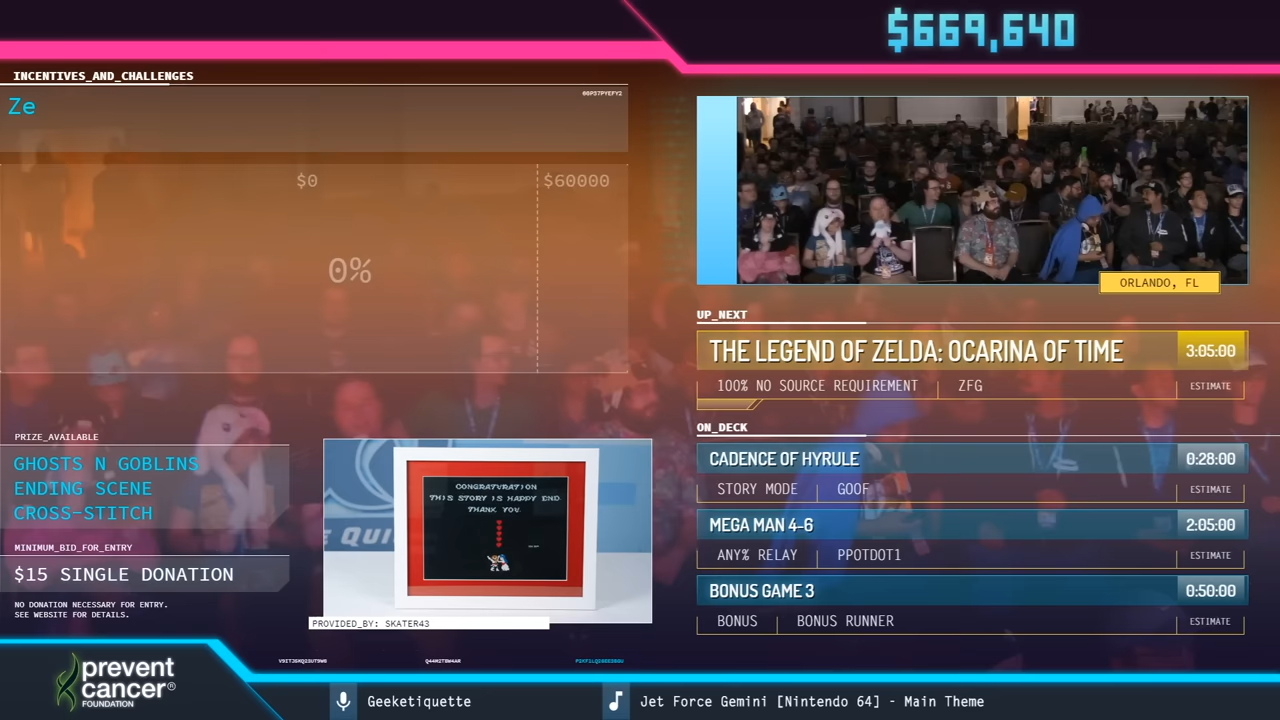 $669,640
INCENTIVES_AND_CHALLENGES
Ze
$0
$60000
0%
ORLANDO, FL
UP_NEXT
THE LEGEND OF ZELDA: OCARINA OF TIME
3:05:00
100% NO SOURCE REQUIREMENT
ZFG
ESTIMATE
ON_DECK
CADENCE OF HYRULE
0:28:00
STORY MODE
GOOF
ESTIMATE
MEGA MAN 4-6
2:05:00
ANY% RELAY
PPOTDOT1
ESTIMATE
BONUS GAME 3
0:50:00
BONUS
BONUS RUNNER
ESTIMATE
PRIZE_AVAILABLE
GHOSTS N GOBLINS
ENDING SCENE
CROSS-STITCH
MINIMUM_BID_FOR_ENTRY
$15 SINGLE DONATION
NO DONATION NECESSARY FOR ENTRY.
SEE WEBSITE FOR DETAILS.
CONGRATURATION
THIS STORY IS HAPPY END.
THANK YOU.
PROVIDED_BY: SKATER43
prevent
cancer®
FOUNDATION
Geeketiquette
Jet Force Gemini [Nintendo 64] - Main Theme